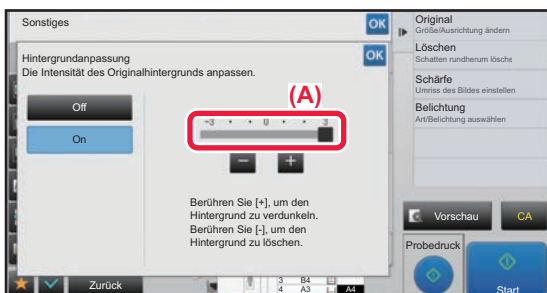 Sonstiges
OK
Hintergrundanpassung
OK
Die Intensität des Originalhintergrunds anpassen.
Off
On
(A)
-3 • • 0 • • 3
- +
Berühren Sie [+], um den
Hintergrund zu verdunkeln.
Berühren Sie [-], um den
Hintergrund zu löschen.
Zurück
3 B4
4 A3
A4
Original
Größe/Ausrichtung ändern
Löschen
Schatten rundherum lösche
Schärfe
Umriss des Bildes einstellen
Belichtung
Art/Belichtung auswählen
Vorschau
CA
Probedruck
Start